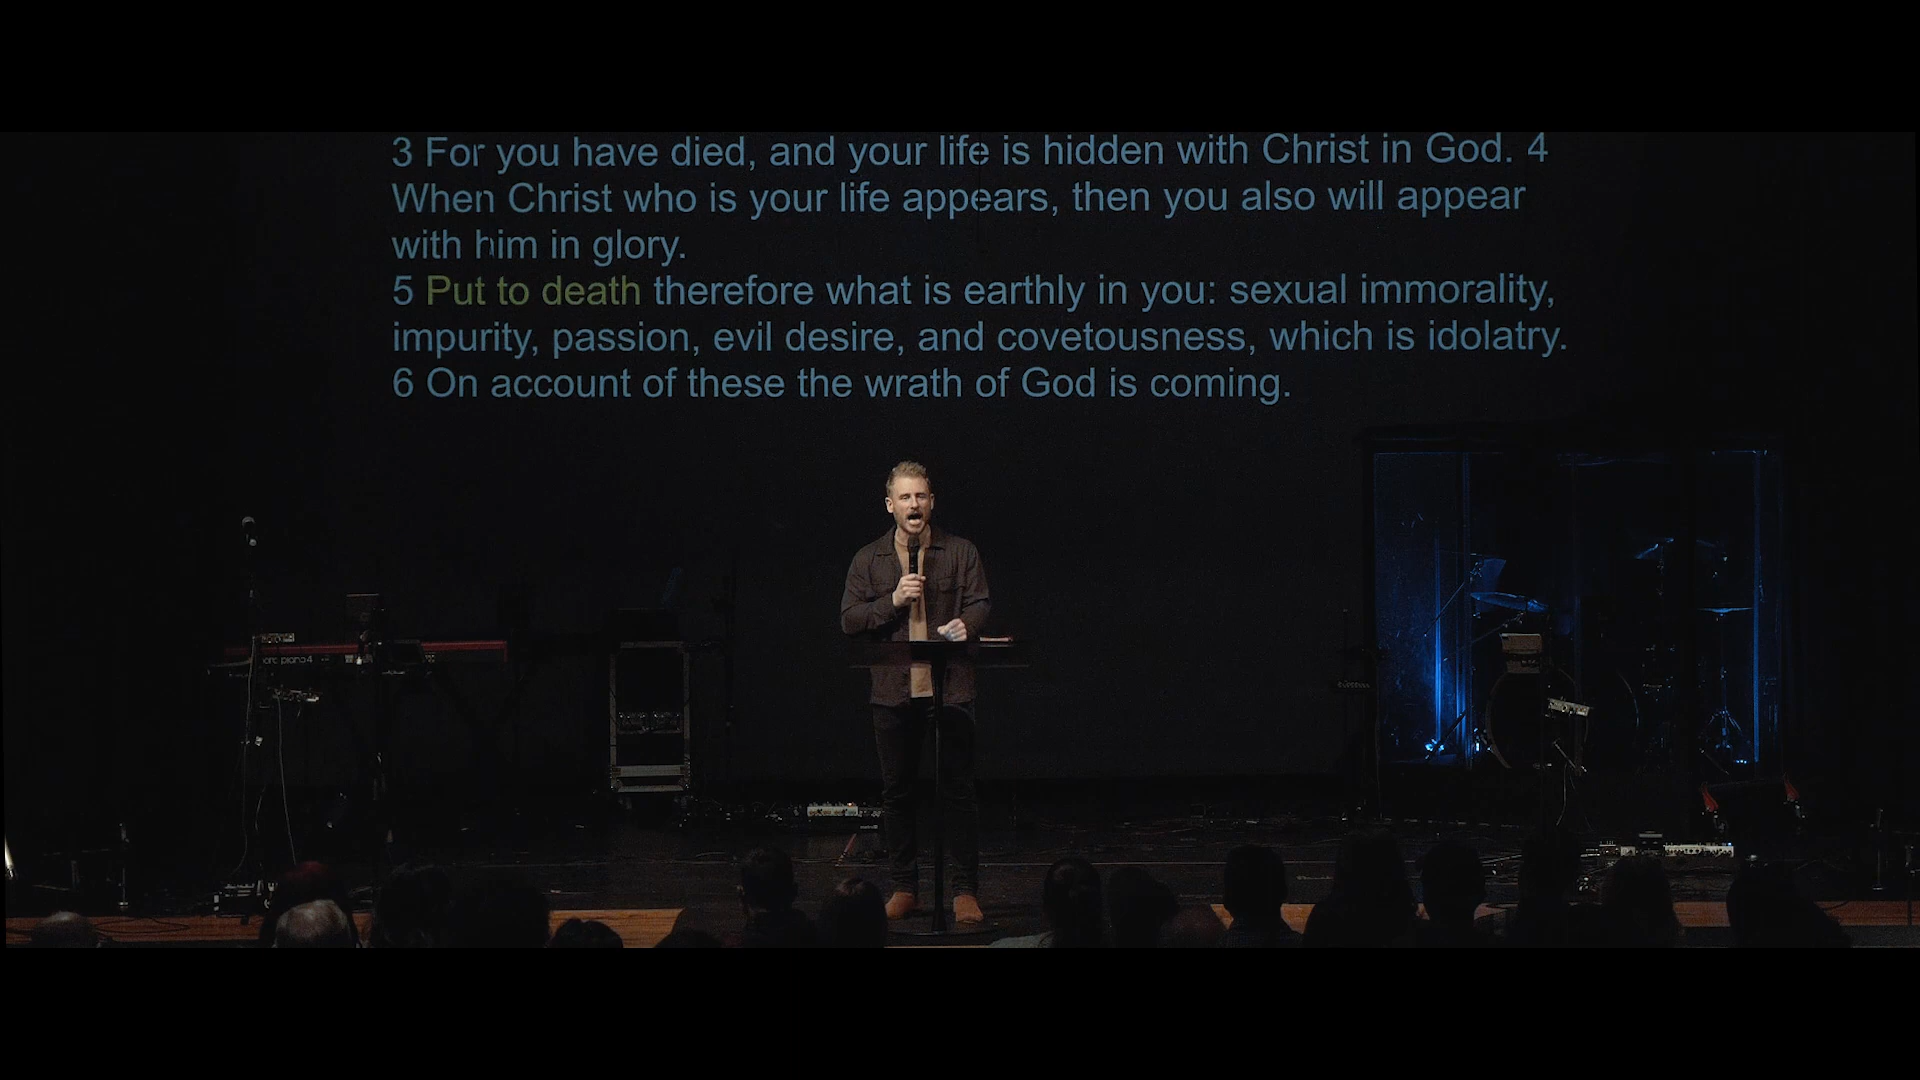 3 For you have died, and your life is hidden with Christ in God. 4
When Christ who is your life appears, then you also will appear
with him in glory.
5 Put to death therefore what is earthly in you: sexual immorality,
impurity, passion, evil desire, and covetousness, which is idolatry.
6 On account of these the wrath of God is coming.